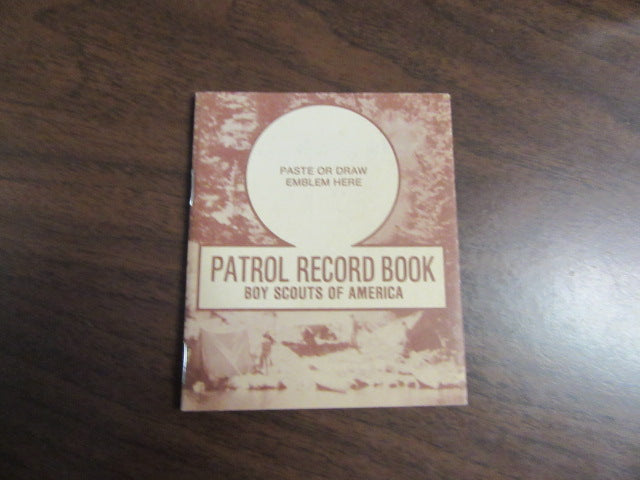 PASTE OR DRAW
EMBLEM HERE
PATROL RECORD BOOK
BOY SCOUTS OF AMERICA